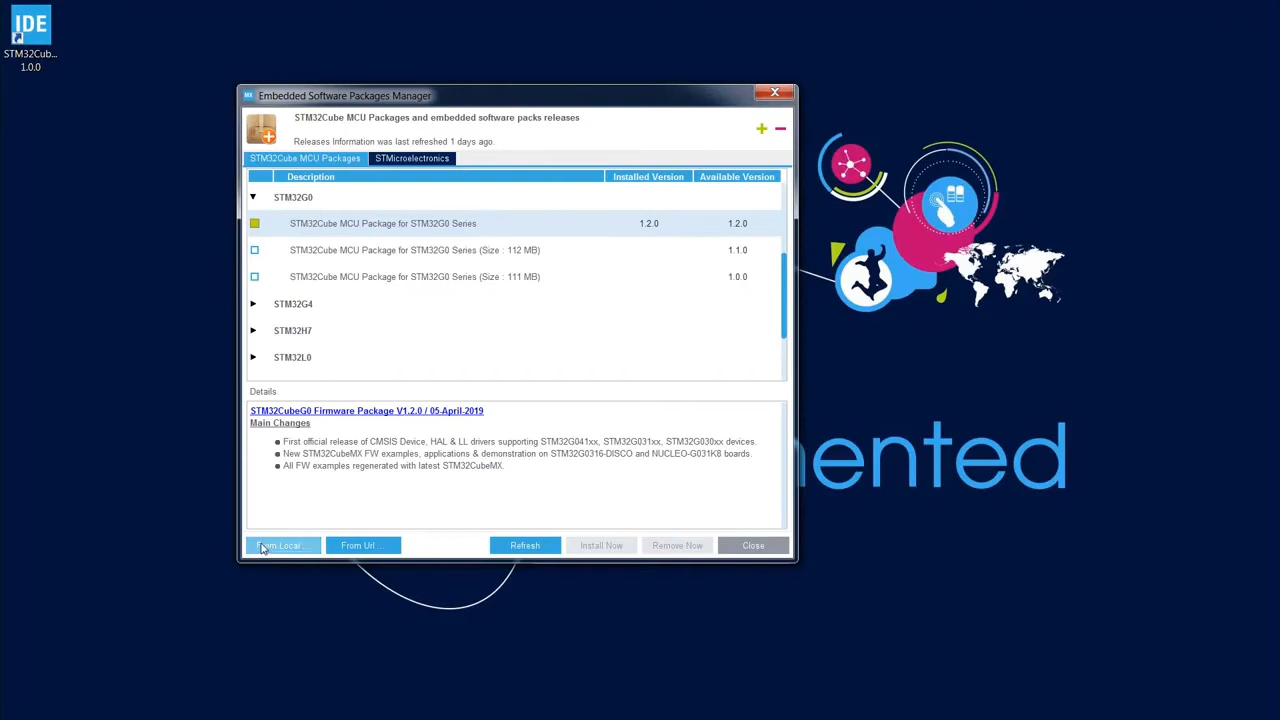 IDE
STM32Cub...
1.0.0
MX Embedded Software Packages Manager
STM32Cube MCU Packages and embedded software packs releases
Releases Information was last refreshed 1 days ago.
STM32Cube MCU Packages STMicroelectronics
Description Installed Version Available Version
STM32G0
STM32Cube MCU Package for STM32G0 Series 1.2.0 1.2.0
STM32Cube MCU Package for STM32G0 Series (Size : 112 MB) 1.1.0
STM32Cube MCU Package for STM32G0 Series (Size : 111 MB) 1.0.0
STM32G4
STM32H7
STM32L0
Details
STM32CubeG0 Firmware Package V1.2.0 / 05-April-2019
Main Changes
First official release of CMSIS Device, HAL & LL drivers supporting STM32G041xx, STM32G031xx, STM32G030xx devices.
New STM32CubeMX FW examples, applications & demonstration on STM32G0316-DISCO and NUCLEO-G031K8 boards.
All FW examples regenerated with latest STM32CubeMX.
ented
From Local ... From Url ... Refresh Install Now Remove Now Close